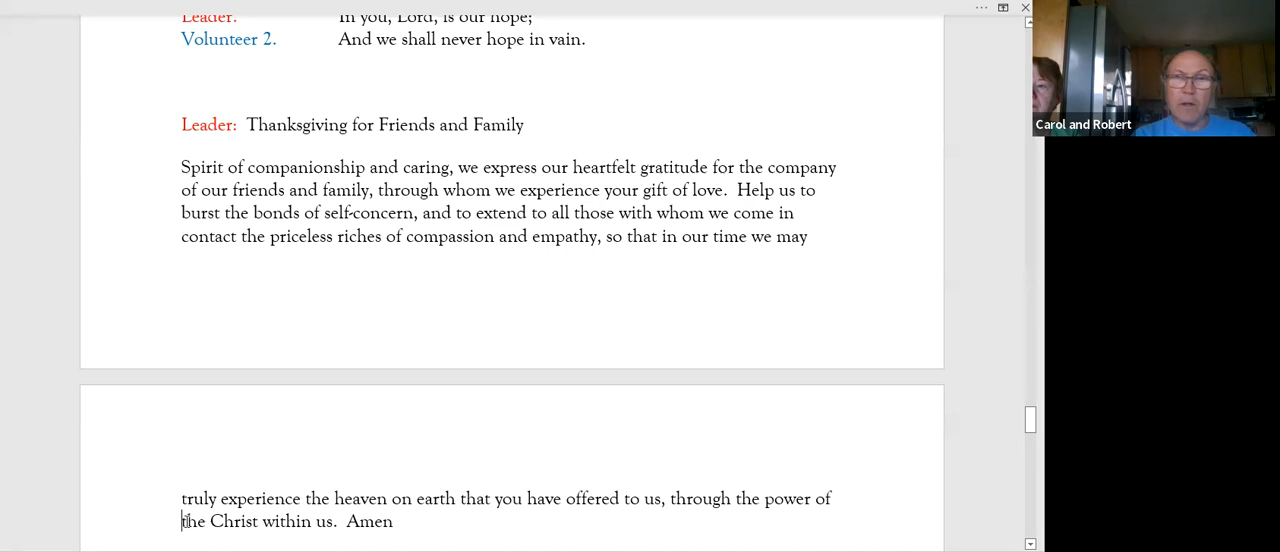 Leader. In you, Lord, is our hope;
Volunteer 2. And we shall never hope in vain.
Leader: Thanksgiving for Friends and Family
Spirit of companionship and caring, we express our heartfelt gratitude for the company
of our friends and family, through whom we experience your gift of love. Help us to
burst the bonds of self-concern, and to extend to all those with whom we come in
contact the priceless riches of compassion and empathy, so that in our time we may
truly experience the heaven on earth that you have offered to us, through the power of
the Christ within us. Amen
Carol and Robert